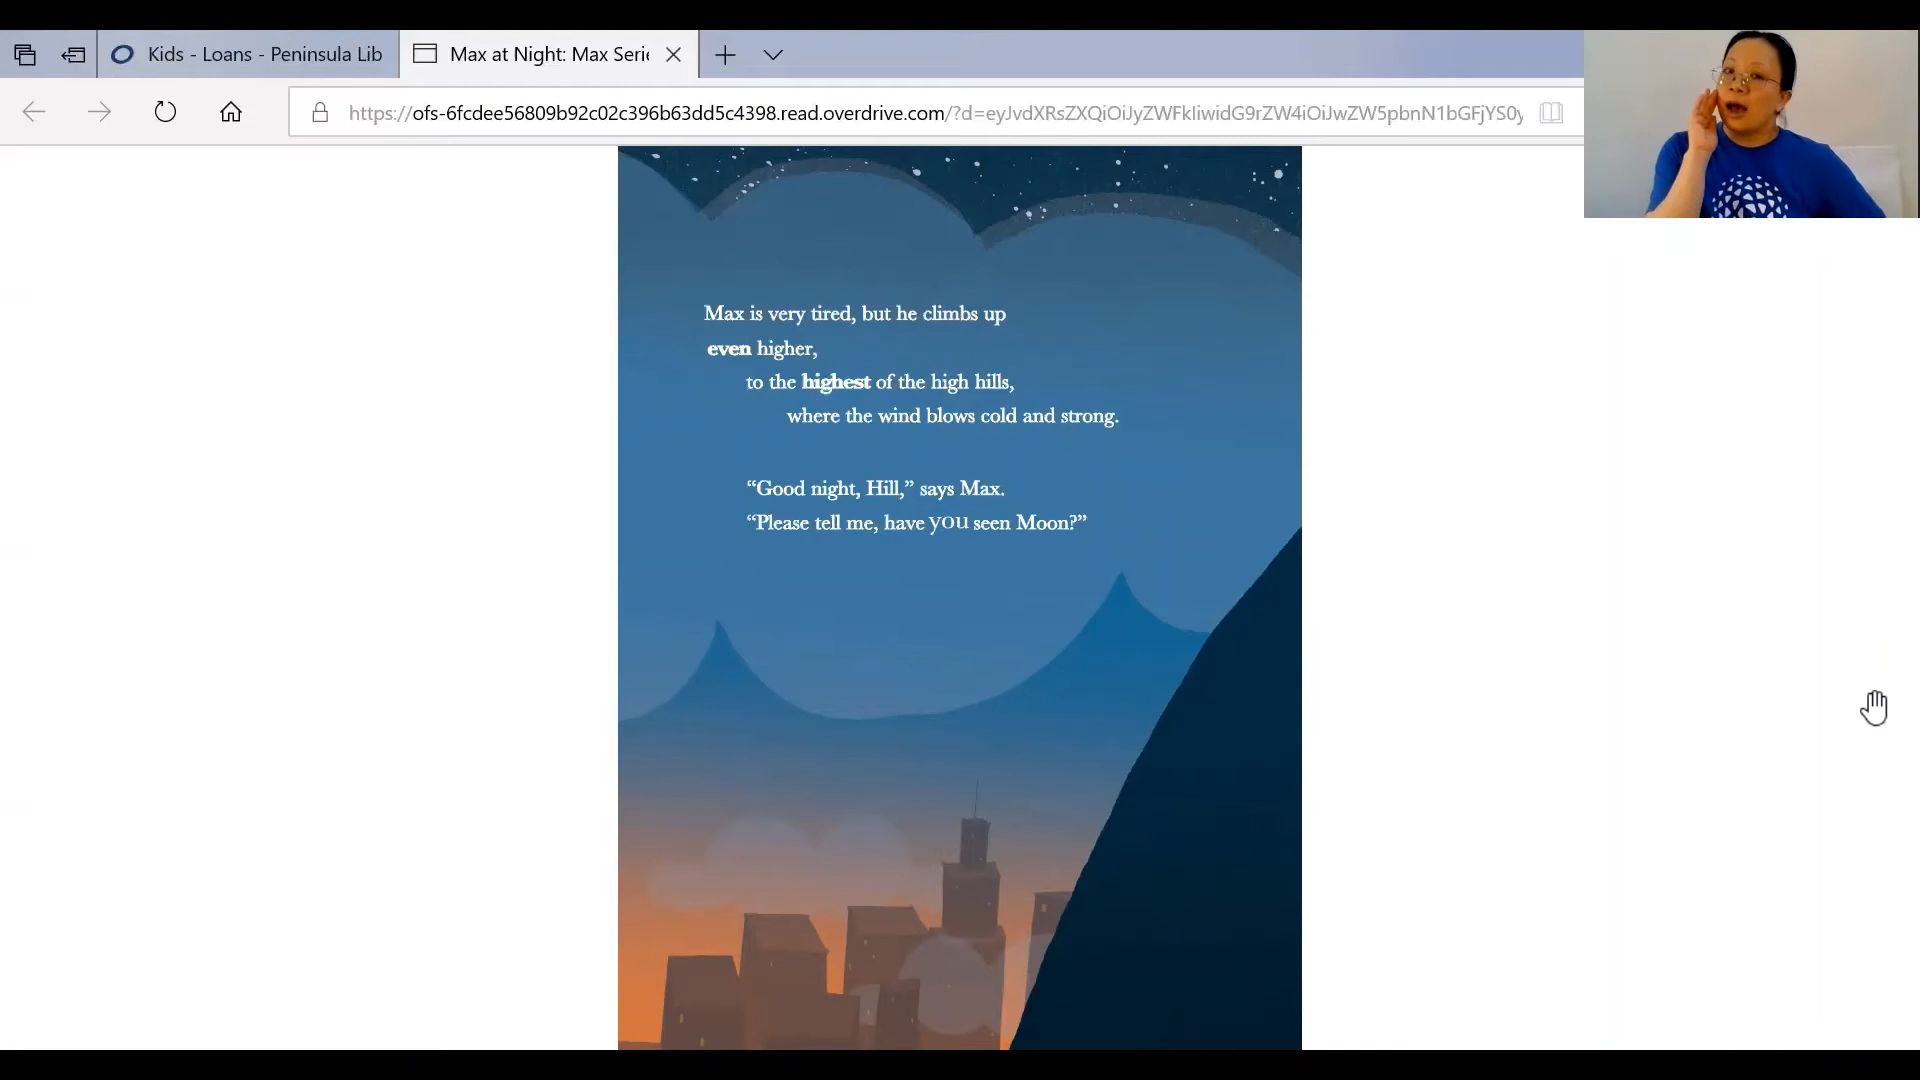 Kids - Loans - Peninsula Lib
Max at Night: Max Serie
https://ofs-6fcdee56809b92c02c396b63dd5c4398.read.overdrive.com/?d=eyJvdXRsZXQiOiJyZWFkIiwidG9rZW4iOiJwZW5pbnN1bGFjYS0y
Max is very tired, but he climbs up
even higher,
to the highest of the high hills,
where the wind blows cold and strong.
“Good night, Hill,” says Max.
“Please tell me, have you seen Moon?”